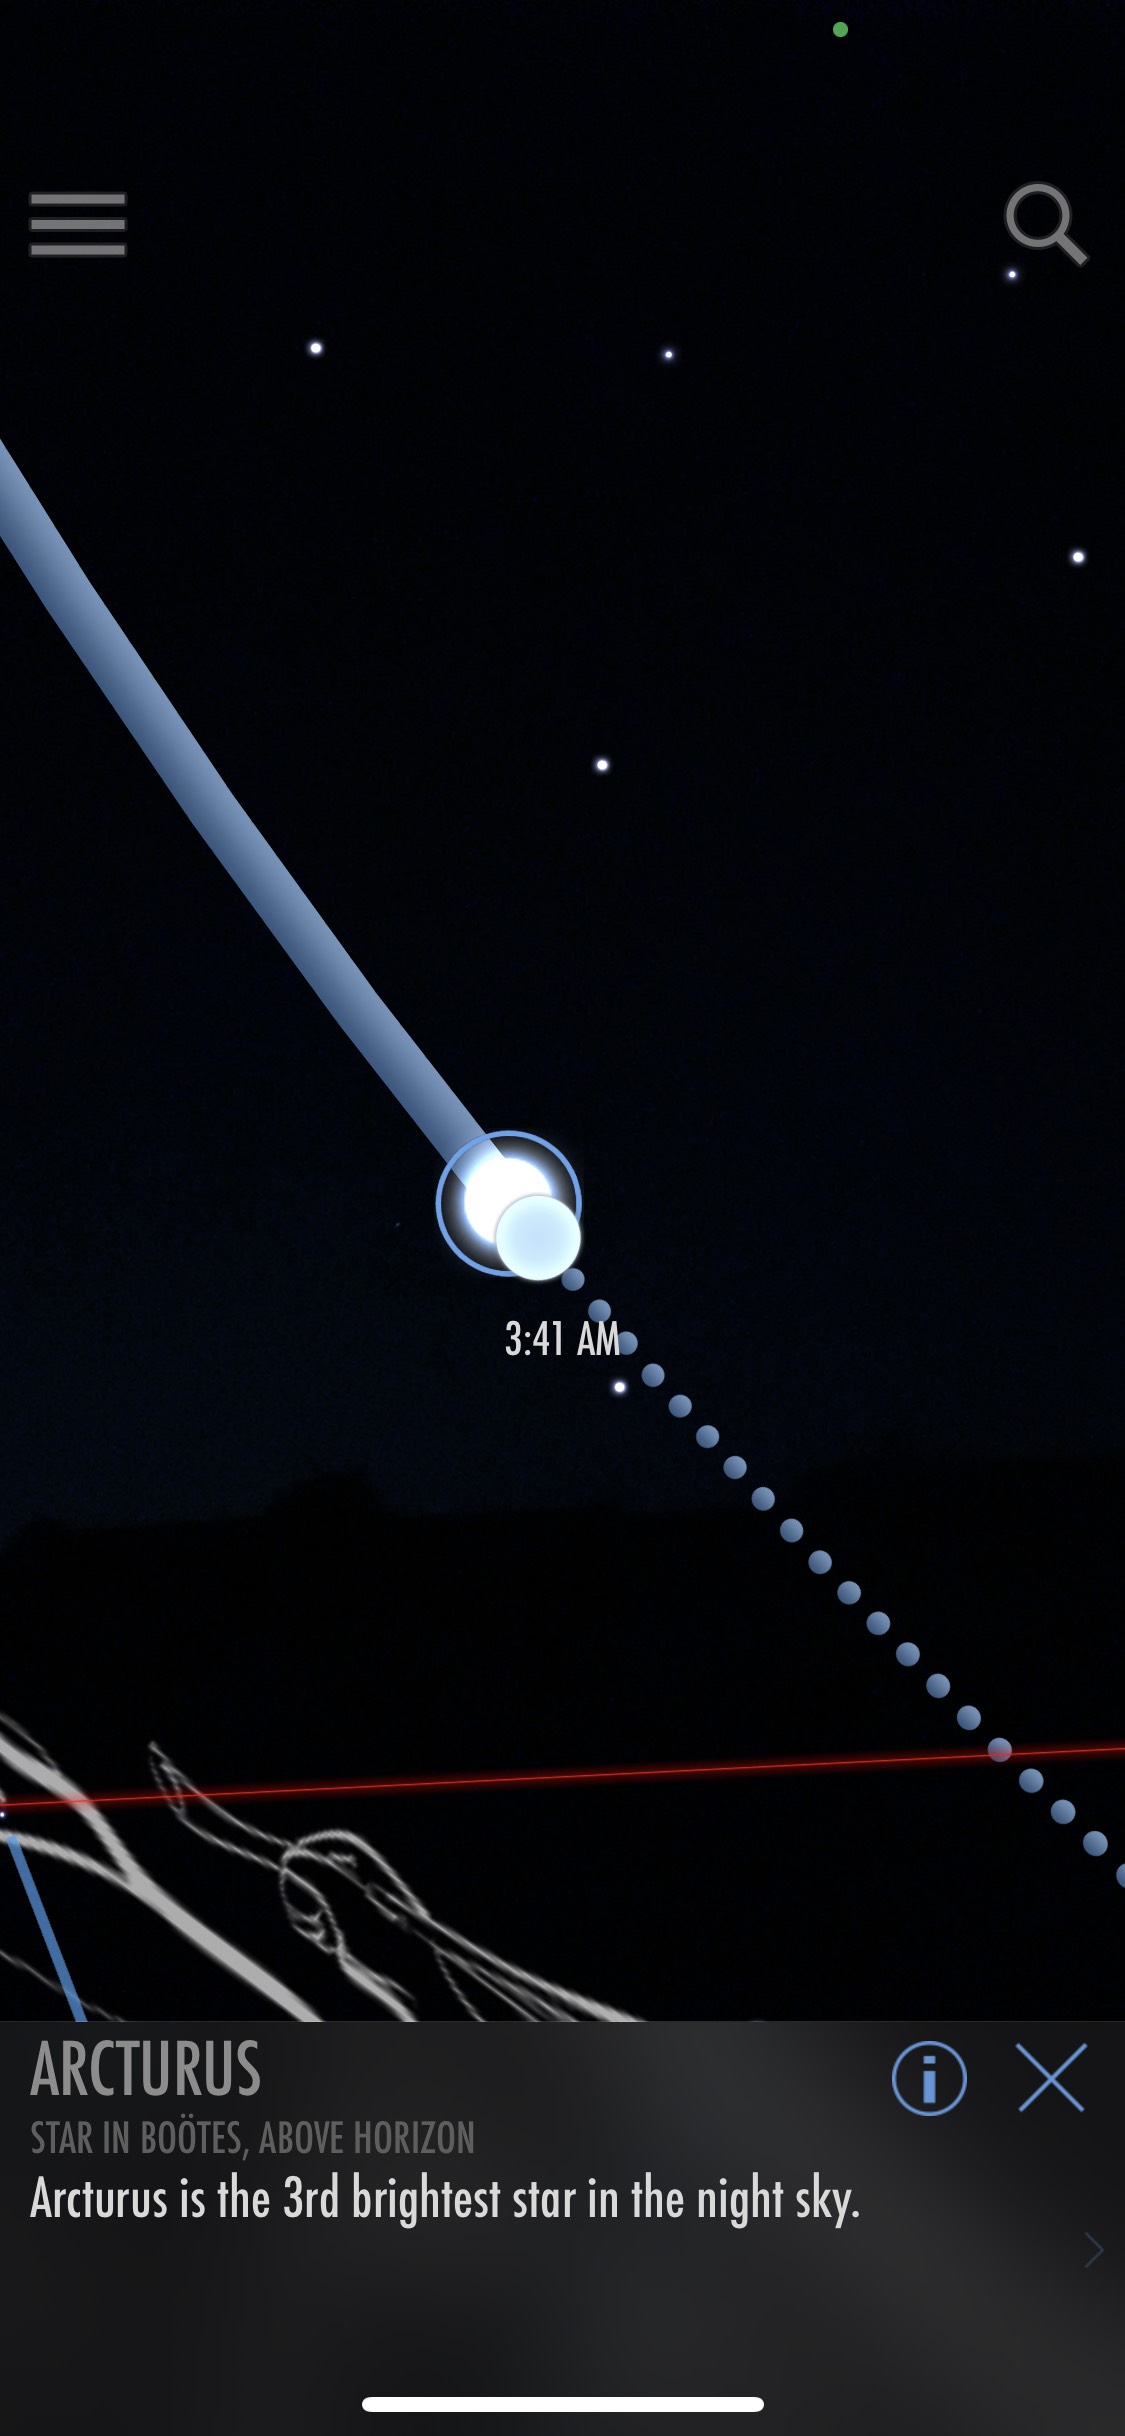 3:41 AM
ARCTURUS
STAR IN BOÖTES, ABOVE HORIZON
Arcturus is the 3rd brightest star in the night sky.